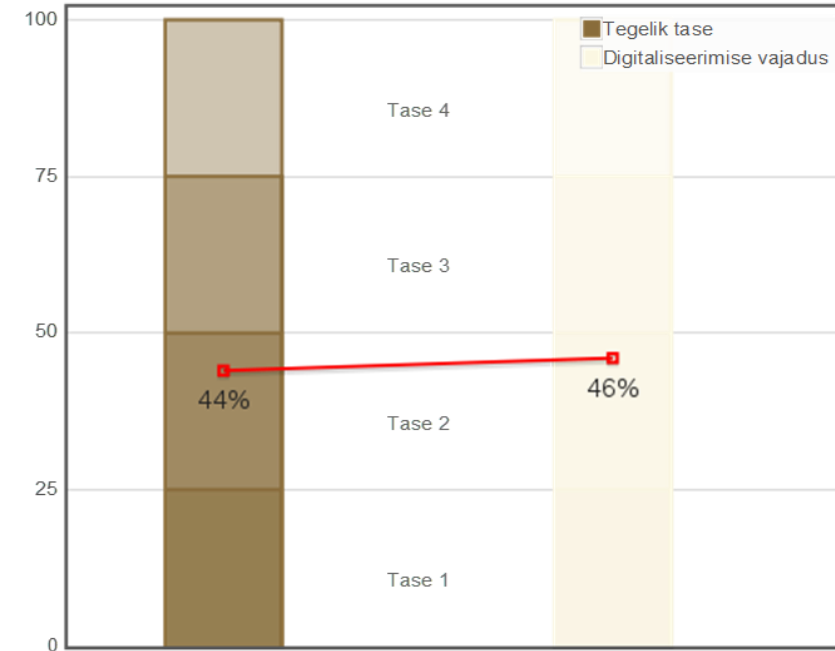 100
Tegelik tase
Digitaliseerimise vajadus
Tase 4
75
Tase 3
50
44%
46%
Tase 2
25
Tase 1
0